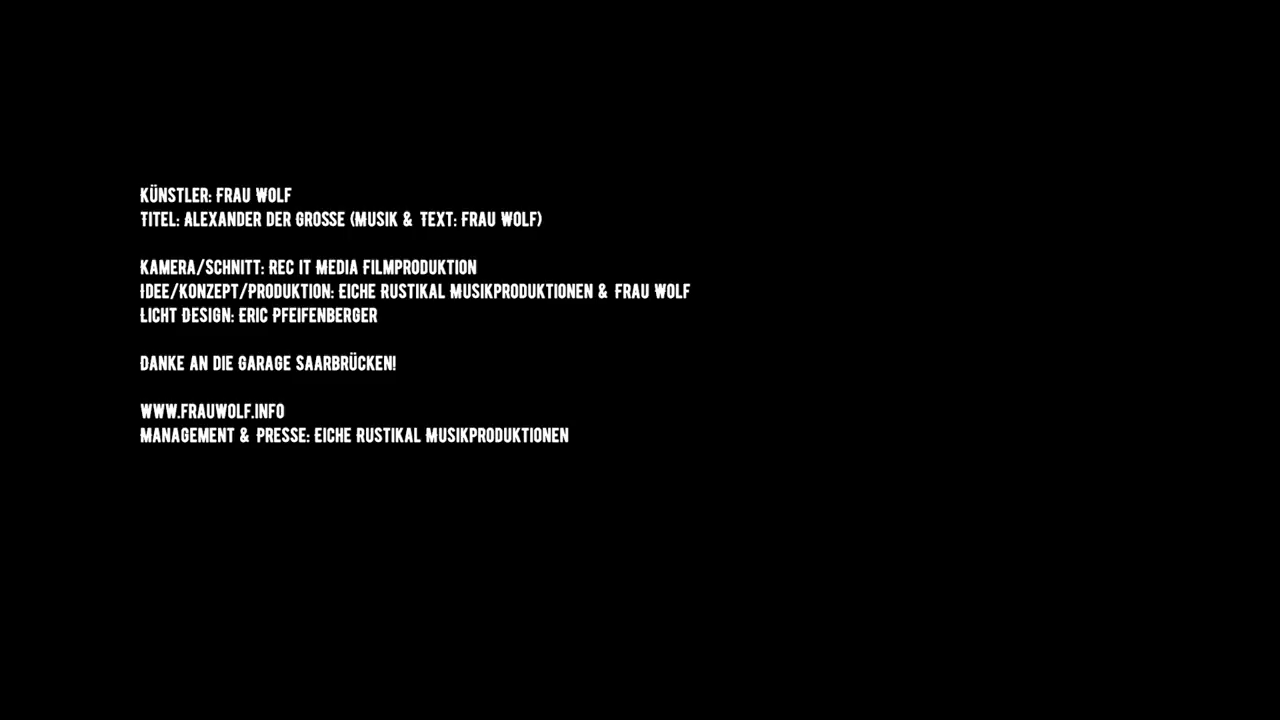 KÜNSTLER: FRAU WOLF
TITEL: ALEXANDER DER GROSSE (MUSIK & TEXT: FRAU WOLF)
KAMERA/SCHNITT: REC IT MEDIA FILMPRODUKTION
IDEE/KONZEPT/PRODUKTION: EICHE RUSTIKAL MUSIKPRODUKTIONEN & FRAU WOLF
LICHT DESIGN: ERIC PFEIFENBERGER
DANKE AN DIE GARAGE SAARBRÜCKEN!
WWW.FRAUWOLF.INFO
MANAGEMENT & PRESSE: EICHE RUSTIKAL MUSIKPRODUKTIONEN